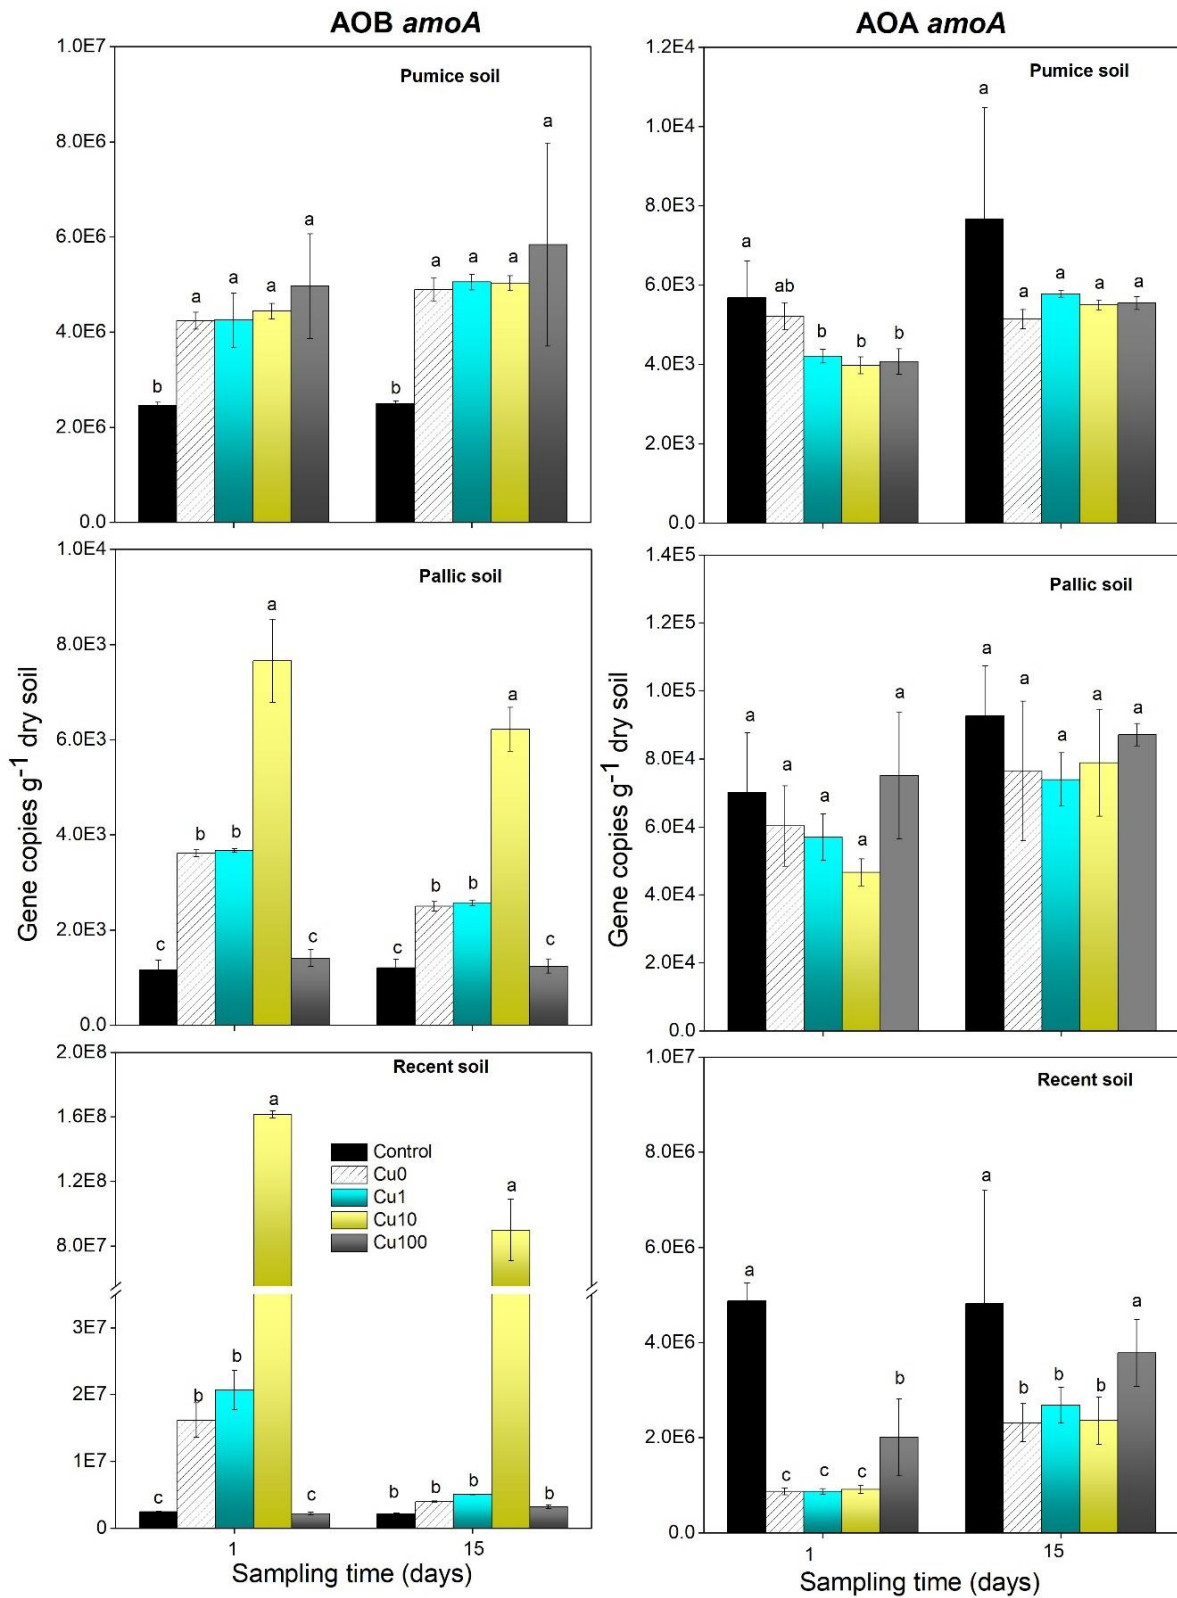 AOB amoA
AOA amoA
Gene copies g-1 dry soil
Gene copies g-1 dry soil
1.0E7
8.0E6
6.0E6
4.0E6
2.0E6
0.0
Pumice soil
b
a
a
a
a
b
a
a
a
a
1.2E4
1.0E4
8.0E3
6.0E3
4.0E3
2.0E3
0.0
Pumice soil
a
ab
b
b
b
a
a
a
a
a
1.0E4
8.0E3
6.0E3
4.0E3
2.0E3
0.0
Pallic soil
c
b
b
a
c
c
b
b
a
c
1.4E5
1.2E5
1.0E5
8.0E4
6.0E4
4.0E4
2.0E4
0.0
Pallic soil
a
a
a
a
a
a
a
a
a
a
2.0E8
1.6E8
1.2E8
8.0E7
3E7
2E7
1E7
0
Recent soil
Control
Cu0
Cu1
Cu10
Cu100
c
b
b
a
c
b
b
b
a
b
1
15
Sampling time (days)
1.0E7
8.0E6
6.0E6
4.0E6
2.0E6
0.0
Recent soil
a
c
c
c
b
a
b
b
b
a
1
15
Sampling time (days)